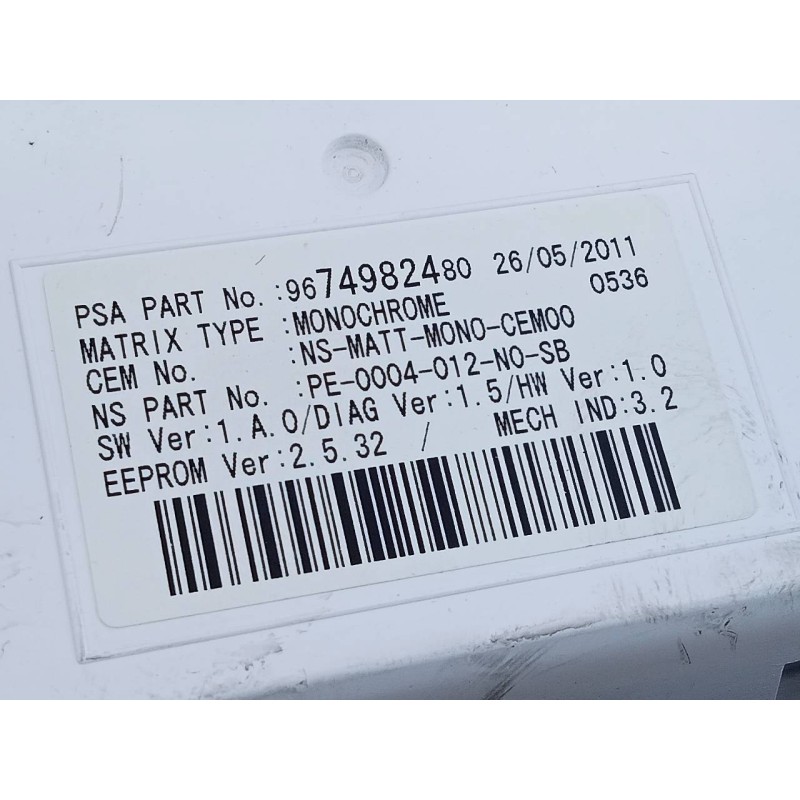 PSA PART No. :9674982480 26/05/2011
MATRIX TYPE :MONOCHROME 0536
CEM No. :NS-MATT-MONO-CEM00
NS PART No. :PE-0004-012-NO-SB
SW Ver:1.A.0/DIAG Ver:1.5/HW Ver:1.0
EEPROM Ver:2.5.32 / MECH IND:3.2